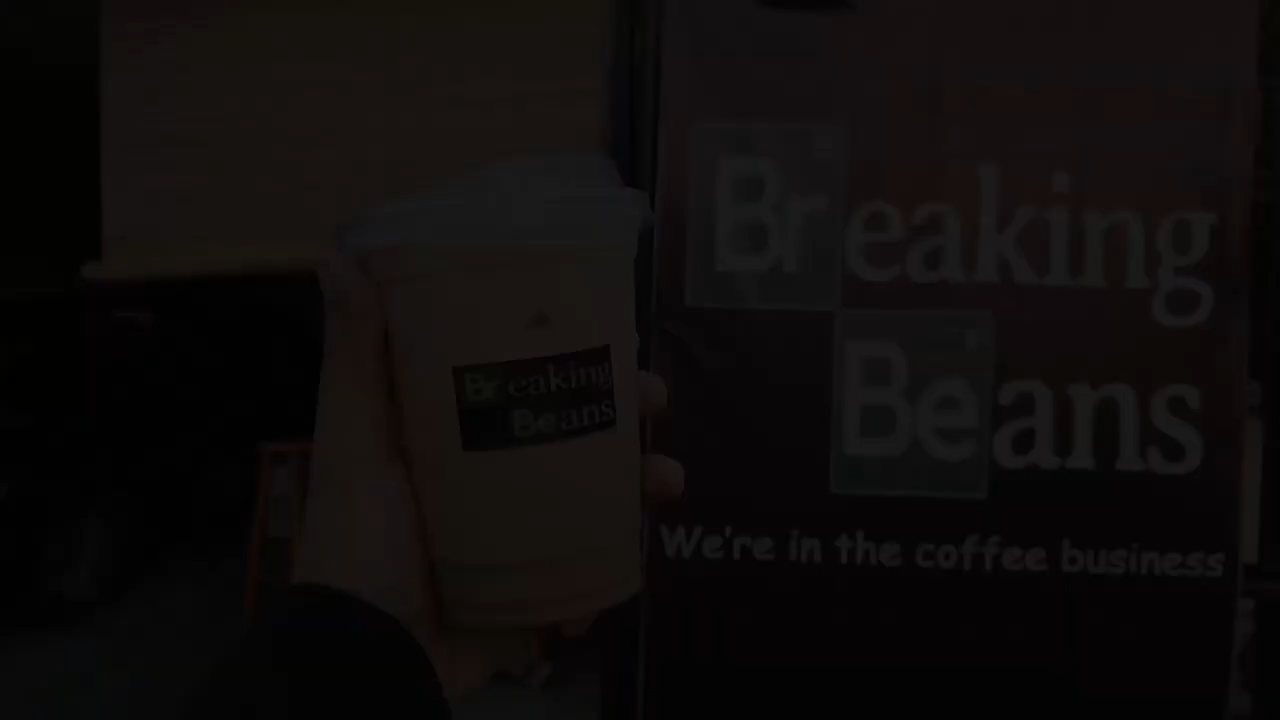 Breaking
Beans
Breaking
Beans
We're in the coffee business